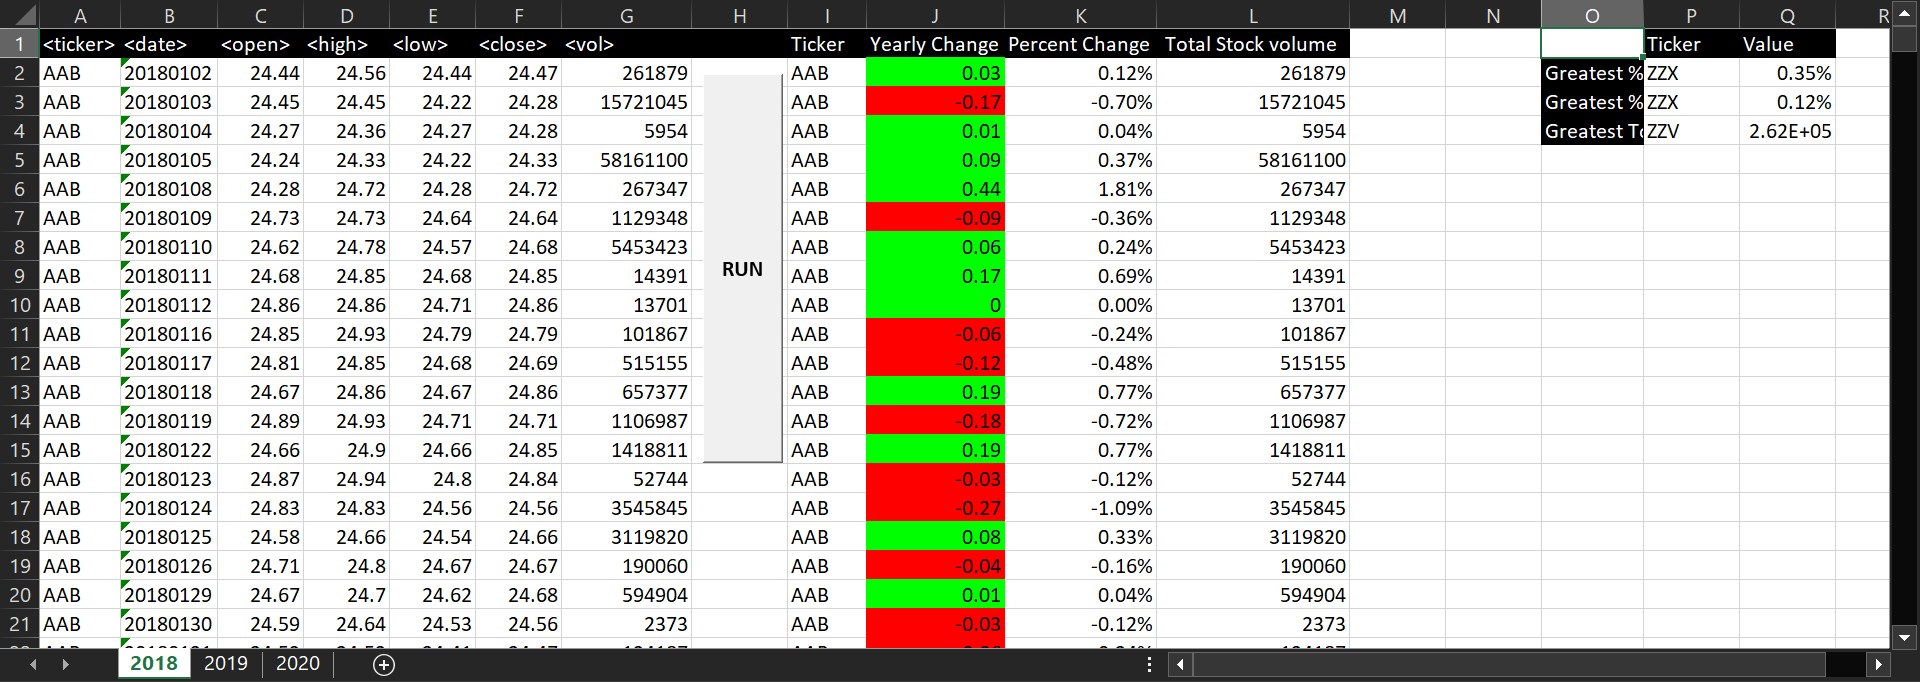 A B C D E F G H I J K L M N O P Q R
1 <ticker> <date> <open> <high> <low> <close> <vol> Ticker Yearly Change Percent Change Total Stock volume Ticker Value
2 AAB 20180102 24.44 24.56 24.44 24.47 261879 AAB 0.03 0.12% 261879 Greatest % ZZX 0.35%
3 AAB 20180103 24.45 24.45 24.22 24.28 15721045 AAB -0.17 -0.70% 15721045 Greatest % ZZX 0.12%
4 AAB 20180104 24.27 24.36 24.27 24.28 5954 AAB 0.01 0.04% 5954 Greatest To ZZV 2.62E+05
5 AAB 20180105 24.24 24.33 24.22 24.33 58161100 AAB 0.09 0.37% 58161100
6 AAB 20180108 24.28 24.72 24.28 24.72 267347 AAB 0.44 1.81% 267347
7 AAB 20180109 24.73 24.73 24.64 24.64 1129348 AAB -0.09 -0.36% 1129348
8 AAB 20180110 24.62 24.78 24.57 24.68 5453423 AAB 0.06 0.24% 5453423
9 AAB 20180111 24.68 24.85 24.68 24.85 14391 RUN AAB 0.17 0.69% 14391
10 AAB 20180112 24.86 24.86 24.71 24.86 13701 AAB 0 0.00% 13701
11 AAB 20180116 24.85 24.93 24.79 24.79 101867 AAB -0.06 -0.24% 101867
12 AAB 20180117 24.81 24.85 24.68 24.69 515155 AAB -0.12 -0.48% 515155
13 AAB 20180118 24.67 24.86 24.67 24.86 657377 AAB 0.19 0.77% 657377
14 AAB 20180119 24.89 24.93 24.71 24.71 1106987 AAB -0.18 -0.72% 1106987
15 AAB 20180122 24.66 24.9 24.66 24.85 1418811 AAB 0.19 0.77% 1418811
16 AAB 20180123 24.87 24.94 24.8 24.84 52744 AAB -0.03 -0.12% 52744
17 AAB 20180124 24.83 24.83 24.56 24.56 3545845 AAB -0.27 -1.09% 3545845
18 AAB 20180125 24.58 24.66 24.54 24.66 3119820 AAB 0.08 0.33% 3119820
19 AAB 20180126 24.71 24.8 24.67 24.67 190060 AAB -0.04 -0.16% 190060
20 AAB 20180129 24.67 24.7 24.62 24.68 594904 AAB 0.01 0.04% 594904
21 AAB 20180130 24.59 24.64 24.53 24.56 2373 AAB -0.03 -0.12% 2373
2018 2019 2020